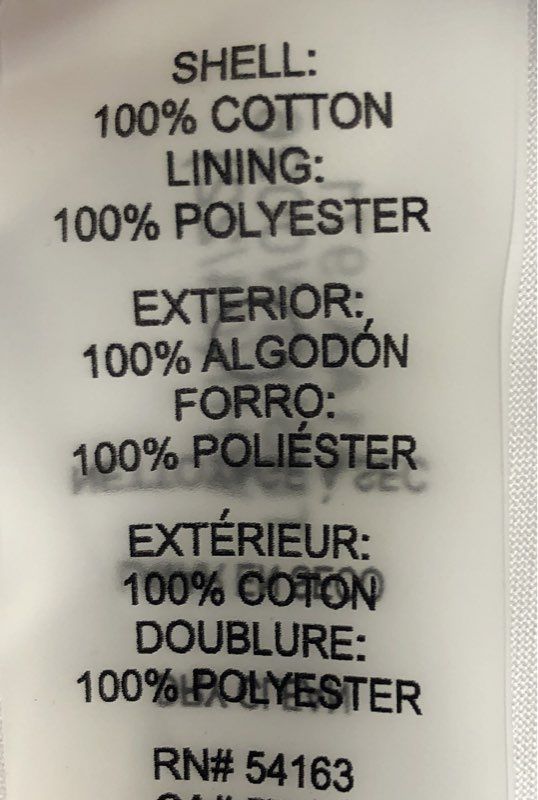 SHELL:
100% COTTON
LINING:
100% POLYESTER
EXTERIOR:
100% ALGODÓN
FORRO:
100% POLIÉSTER
EXTÉRIEUR:
100% COTON
DOUBLURE:
100% POLYESTER
RN# 54163